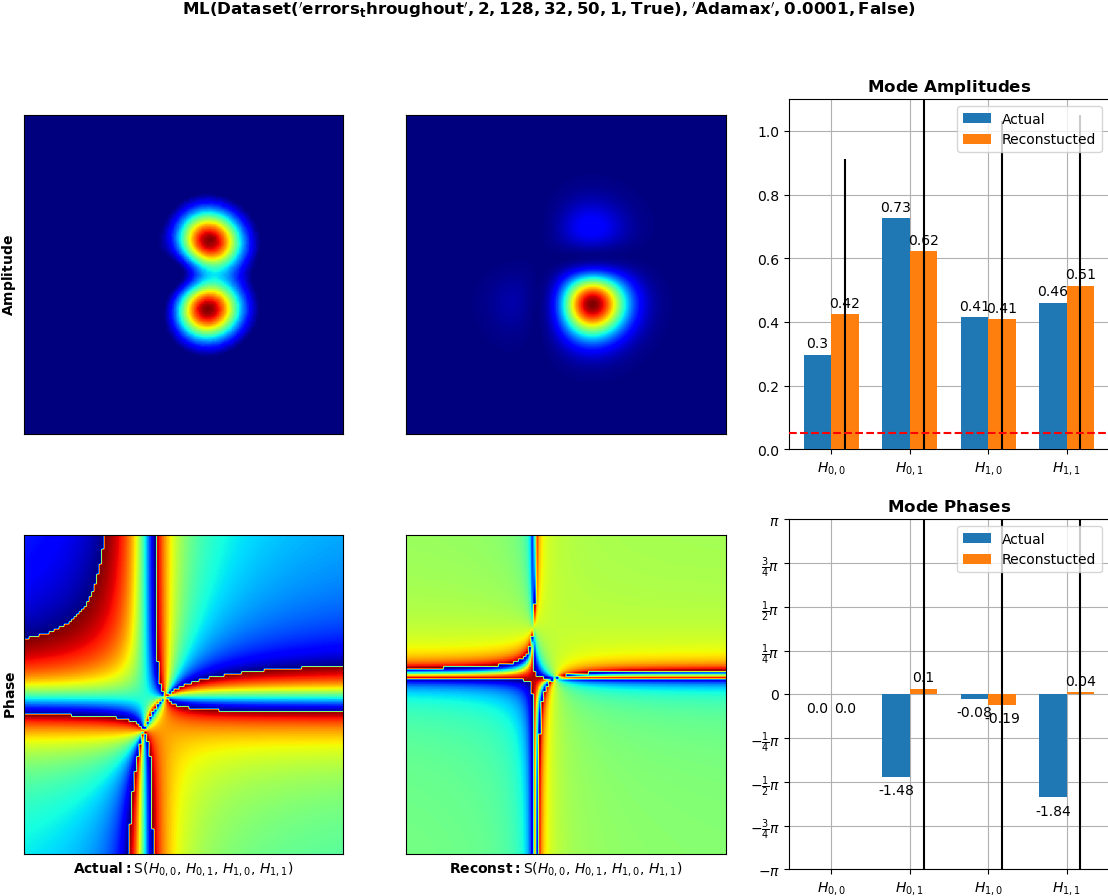 ML(Dataset('errors_throughout', 2, 128, 32, 50, 1, True), 'Adamax', 0.0001, False)
Amplitude
Mode Amplitudes
Actual
Reconstucted
1.0
0.8
0.6
0.4
0.2
0.0
0.3
0.42
0.73
0.62
0.41
0.41
0.46
0.51
H0,0
H0,1
H1,0
H1,1
Phase
Actual: S(H0,0, H0,1, H1,0, H1,1)
Reconst: S(H0,0, H0,1, H1,0, H1,1)
Mode Phases
Actual
Reconstucted
π
3/4π
1/2π
1/4π
0
−1/4π
−1/2π
−3/4π
−π
0.0
0.0
-1.48
0.1
-0.08
-0.19
-1.84
0.04
H0,0
H0,1
H1,0
H1,1